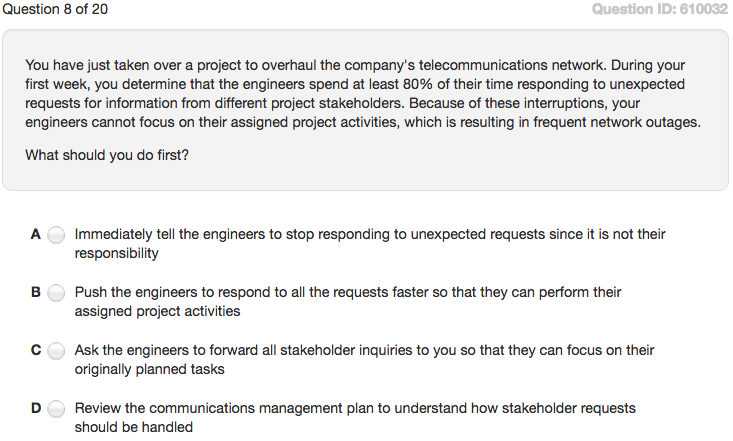 Question 8 of 20
Question ID: 610032
You have just taken over a project to overhaul the company's telecommunications network. During your
first week, you determine that the engineers spend at least 80% of their time responding to unexpected
requests for information from different project stakeholders. Because of these interruptions, your
engineers cannot focus on their assigned project activities, which is resulting in frequent network outages.
What should you do first?
A Immediately tell the engineers to stop responding to unexpected requests since it is not their
responsibility
B Push the engineers to respond to all the requests faster so that they can perform their
assigned project activities
C Ask the engineers to forward all stakeholder inquiries to you so that they can focus on their
originally planned tasks
D Review the communications management plan to understand how stakeholder requests
should be handled